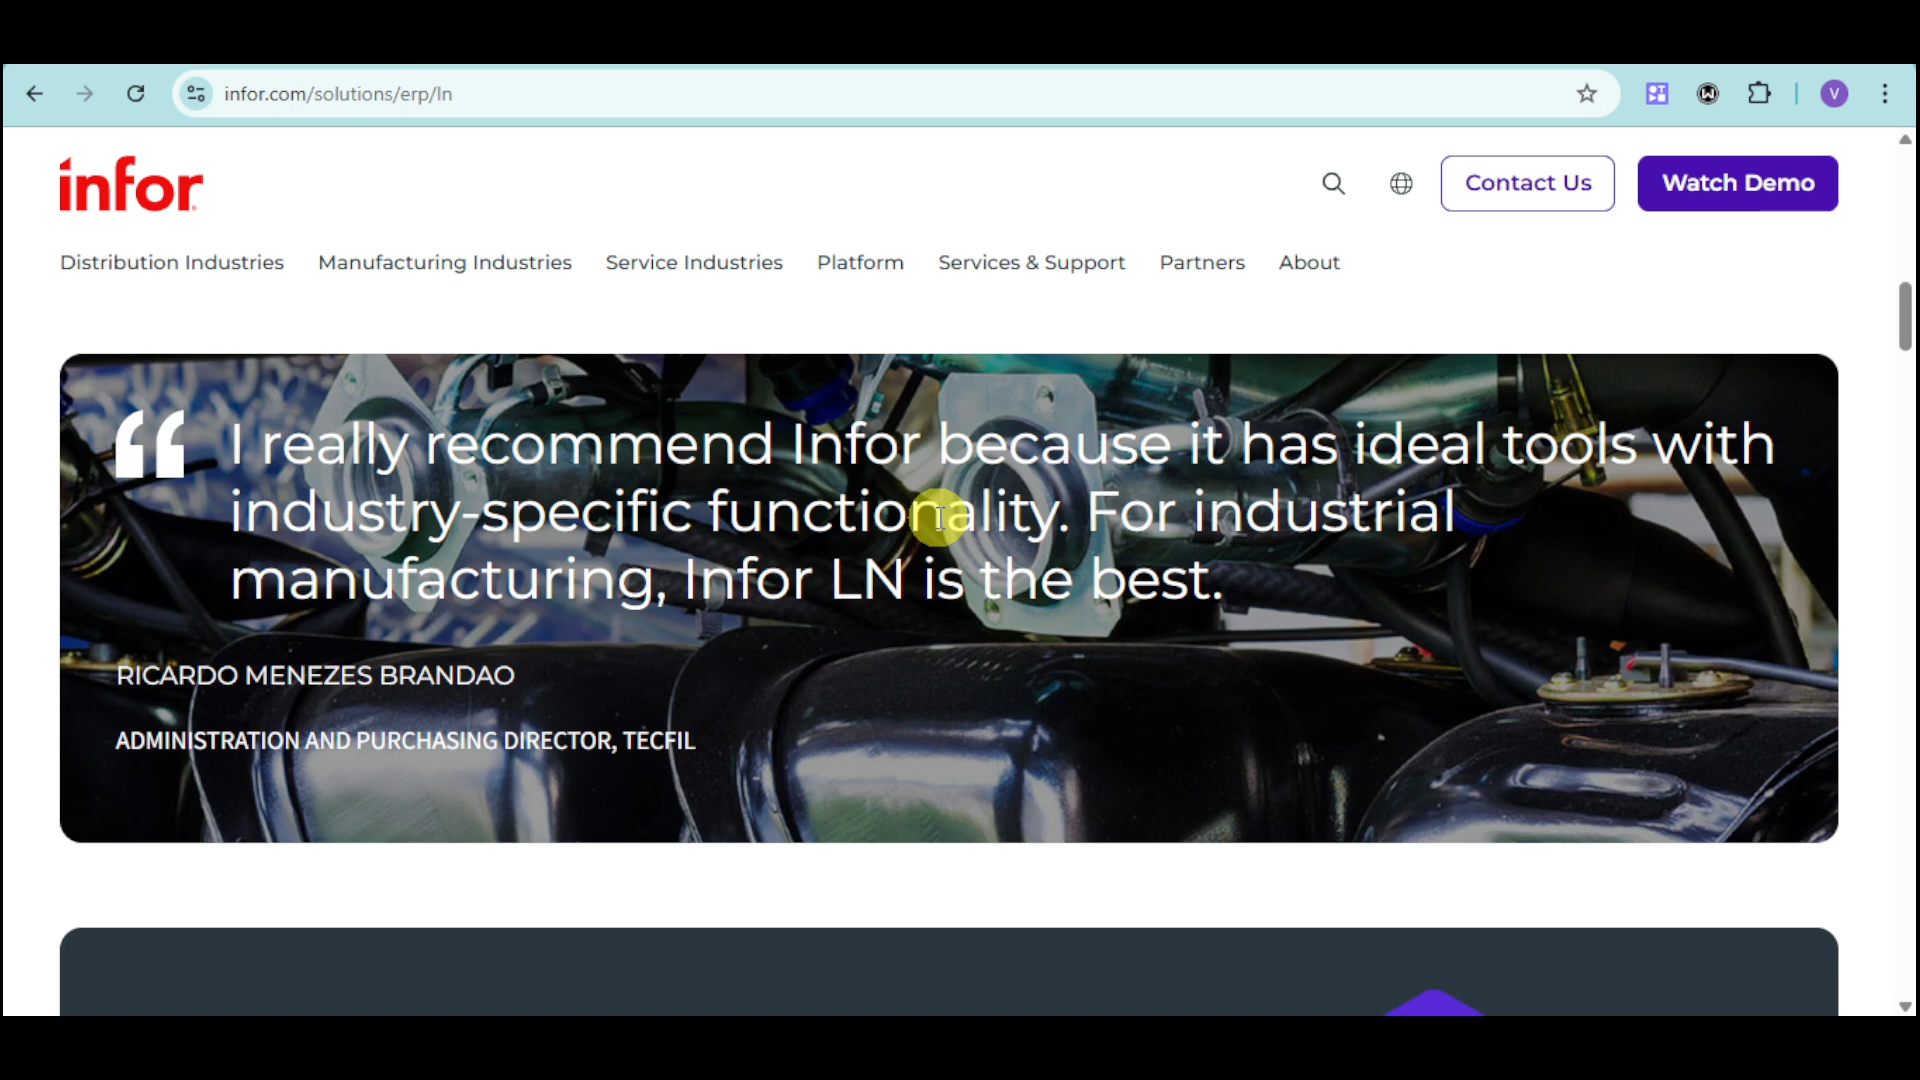 infor.com/solutions/erp/ln
V
infor
Contact Us
Watch Demo
Distribution Industries
Manufacturing Industries
Service Industries
Platform
Services & Support
Partners
About
“ I really recommend Infor because it has ideal tools with
industry-specific functionality. For industrial
manufacturing, Infor LN is the best.
RICARDO MENEZES BRANDAO
ADMINISTRATION AND PURCHASING DIRECTOR, TECFIL